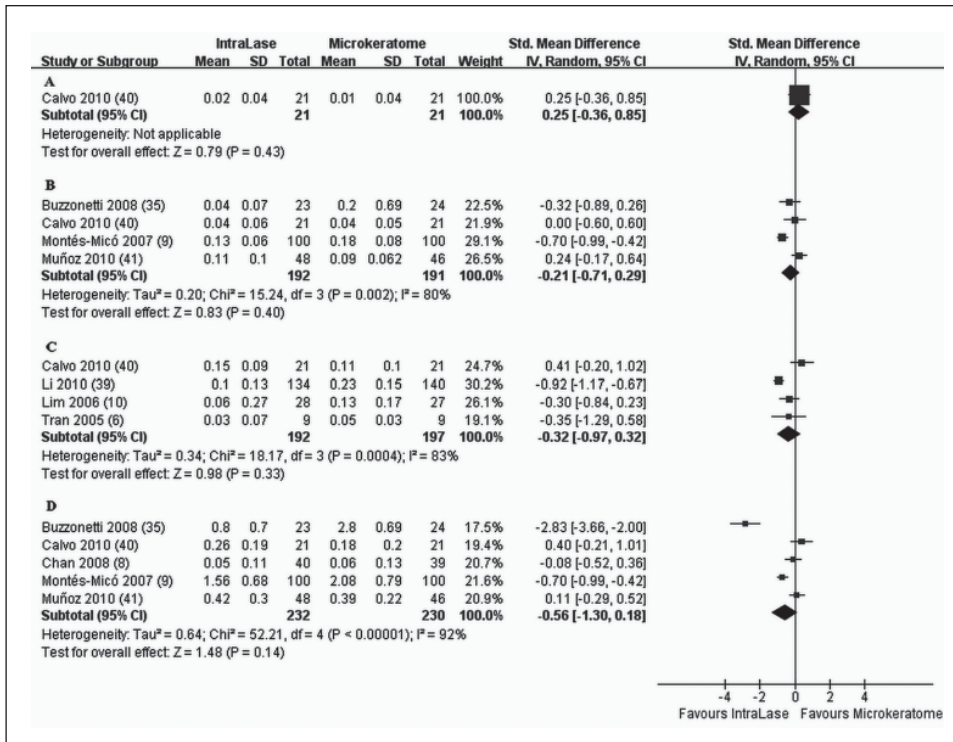 IntraLase Microkeratome Std. Mean Difference Std. Mean Difference
Study or Subgroup Mean SD Total Mean SD Total Weight IV, Random, 95% CI IV, Random, 95% CI
A
Calvo 2010 (40) 0.02 0.04 21 0.01 0.04 21 100.0% 0.25 [-0.36, 0.85]
Subtotal (95% CI) 21 21 100.0% 0.25 [-0.36, 0.85]
Heterogeneity: Not applicable
Test for overall effect: Z = 0.79 (P = 0.43)
B
Buzzonetti 2008 (35) 0.04 0.07 23 0.2 0.69 24 22.5% -0.32 [-0.89, 0.26]
Calvo 2010 (40) 0.04 0.06 21 0.04 0.05 21 21.9% 0.00 [-0.60, 0.60]
Montés-Micó 2007 (9) 0.13 0.06 100 0.18 0.08 100 29.1% -0.70 [-0.99, -0.42]
Muñoz 2010 (41) 0.11 0.1 48 0.09 0.062 46 26.5% 0.24 [-0.17, 0.64]
Subtotal (95% CI) 192 191 100.0% -0.21 [-0.71, 0.29]
Heterogeneity: Tau² = 0.20; Chi² = 15.24, df = 3 (P = 0.002); I² = 80%
Test for overall effect: Z = 0.83 (P = 0.40)
C
Calvo 2010 (40) 0.15 0.09 21 0.11 0.1 21 24.7% 0.41 [-0.20, 1.02]
Li 2010 (39) 0.1 0.13 134 0.23 0.15 140 30.2% -0.92 [-1.17, -0.67]
Lim 2006 (10) 0.06 0.27 28 0.13 0.17 27 26.1% -0.30 [-0.84, 0.23]
Tran 2005 (6) 0.03 0.07 9 0.05 0.03 9 19.1% -0.35 [-1.29, 0.58]
Subtotal (95% CI) 192 197 100.0% -0.32 [-0.97, 0.32]
Heterogeneity: Tau² = 0.34; Chi² = 18.17, df = 3 (P = 0.0004); I² = 83%
Test for overall effect: Z = 0.98 (P = 0.33)
D
Buzzonetti 2008 (35) 0.8 0.7 23 2.8 0.69 24 17.5% -2.83 [-3.66, -2.00]
Calvo 2010 (40) 0.26 0.19 21 0.18 0.2 21 19.4% 0.40 [-0.21, 1.01]
Chan 2008 (8) 0.05 0.11 40 0.06 0.13 39 20.7% -0.08 [-0.52, 0.36]
Montés-Micó 2007 (9) 1.56 0.68 100 2.08 0.79 100 21.6% -0.70 [-0.99, -0.42]
Muñoz 2010 (41) 0.42 0.3 48 0.39 0.22 46 20.9% 0.11 [-0.29, 0.52]
Subtotal (95% CI) 232 230 100.0% -0.56 [-1.30, 0.18]
Heterogeneity: Tau² = 0.64; Chi² = 52.21, df = 4 (P < 0.00001); I² = 92%
Test for overall effect: Z = 1.48 (P = 0.14)
-4 -2 0 2 4
Favours IntraLase Favours Microkeratome